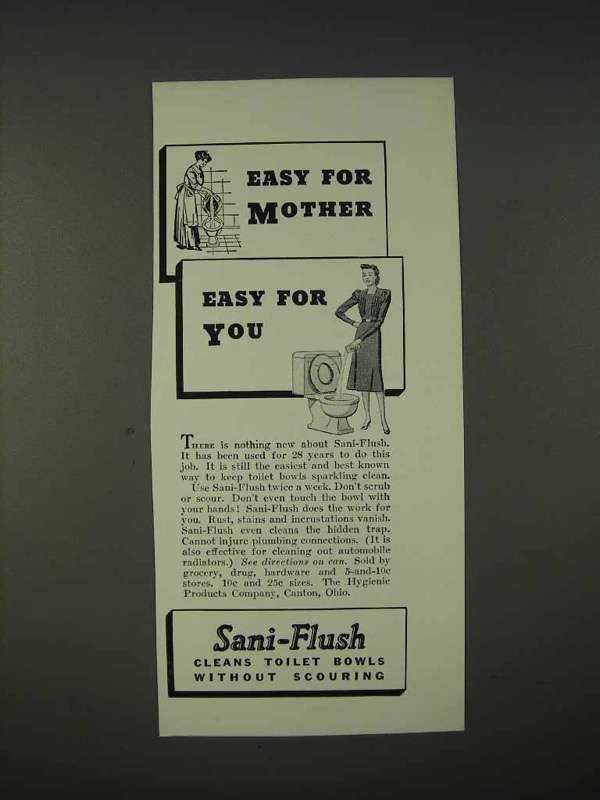 EASY FOR
MOTHER
EASY FOR
YOU
THERE is nothing new about Sani-Flush.
It has been used for 28 years to do this
job. It is still the easiest and best known
way to keep toilet bowls sparkling clean.
Use Sani-Flush twice a week. Don't scrub
or scour. Don't even touch the bowl with
your hands! Sani-Flush does the work for
you. Rust, stains and incrustations vanish.
Sani-Flush even cleans the hidden trap.
Cannot injure plumbing connections. (It is
also effective for cleaning out automobile
radiators.) See directions on can. Sold by
grocery, drug, hardware and 5-and-10c
stores. 10c and 25c sizes. The Hygienic
Products Company, Canton, Ohio.
Sani-Flush
CLEANS TOILET BOWLS
WITHOUT SCOURING